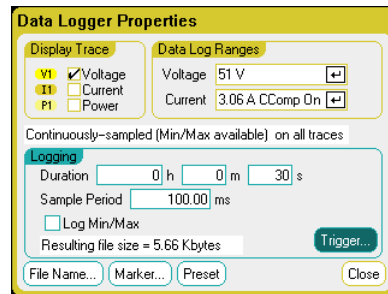 Data Logger Properties
Display Trace
V1 Voltage
I1 Current
P1 Power
Data Log Ranges
Voltage 51 V
Current 3.06 A CComp On
Continuously-sampled (Min/Max available) on all traces
Logging
Duration 0 h 0 m 30 s
Sample Period 100.00 ms
Log Min/Max
Resulting file size = 5.66 Kbytes
Trigger...
File Name... Marker... Preset Close